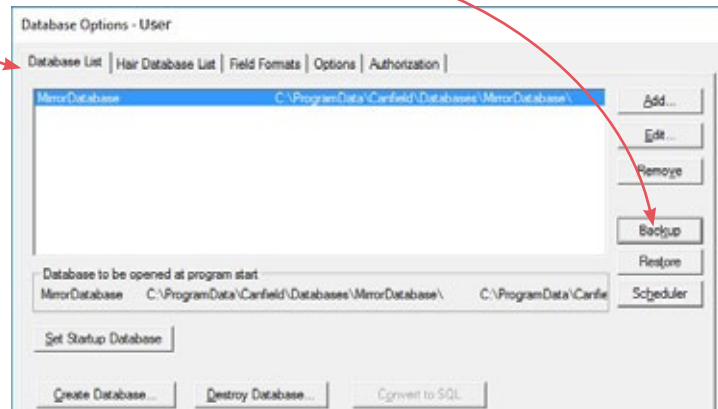 Database Options - User
Database List | Hair Database List | Field Formats | Options | Authorization |
MirrorDatabase C:\ProgramData\Canfield\Databases\MirrorDatabase\
Add...
Edit...
Remove
Backup
Restore
Database to be opened at program start
MirrorDatabase C:\ProgramData\Canfield\Databases\MirrorDatabase\ C:\ProgramData\Canfie
Scheduler
Set Startup Database
Create Database... Destroy Database... Convert to SQL